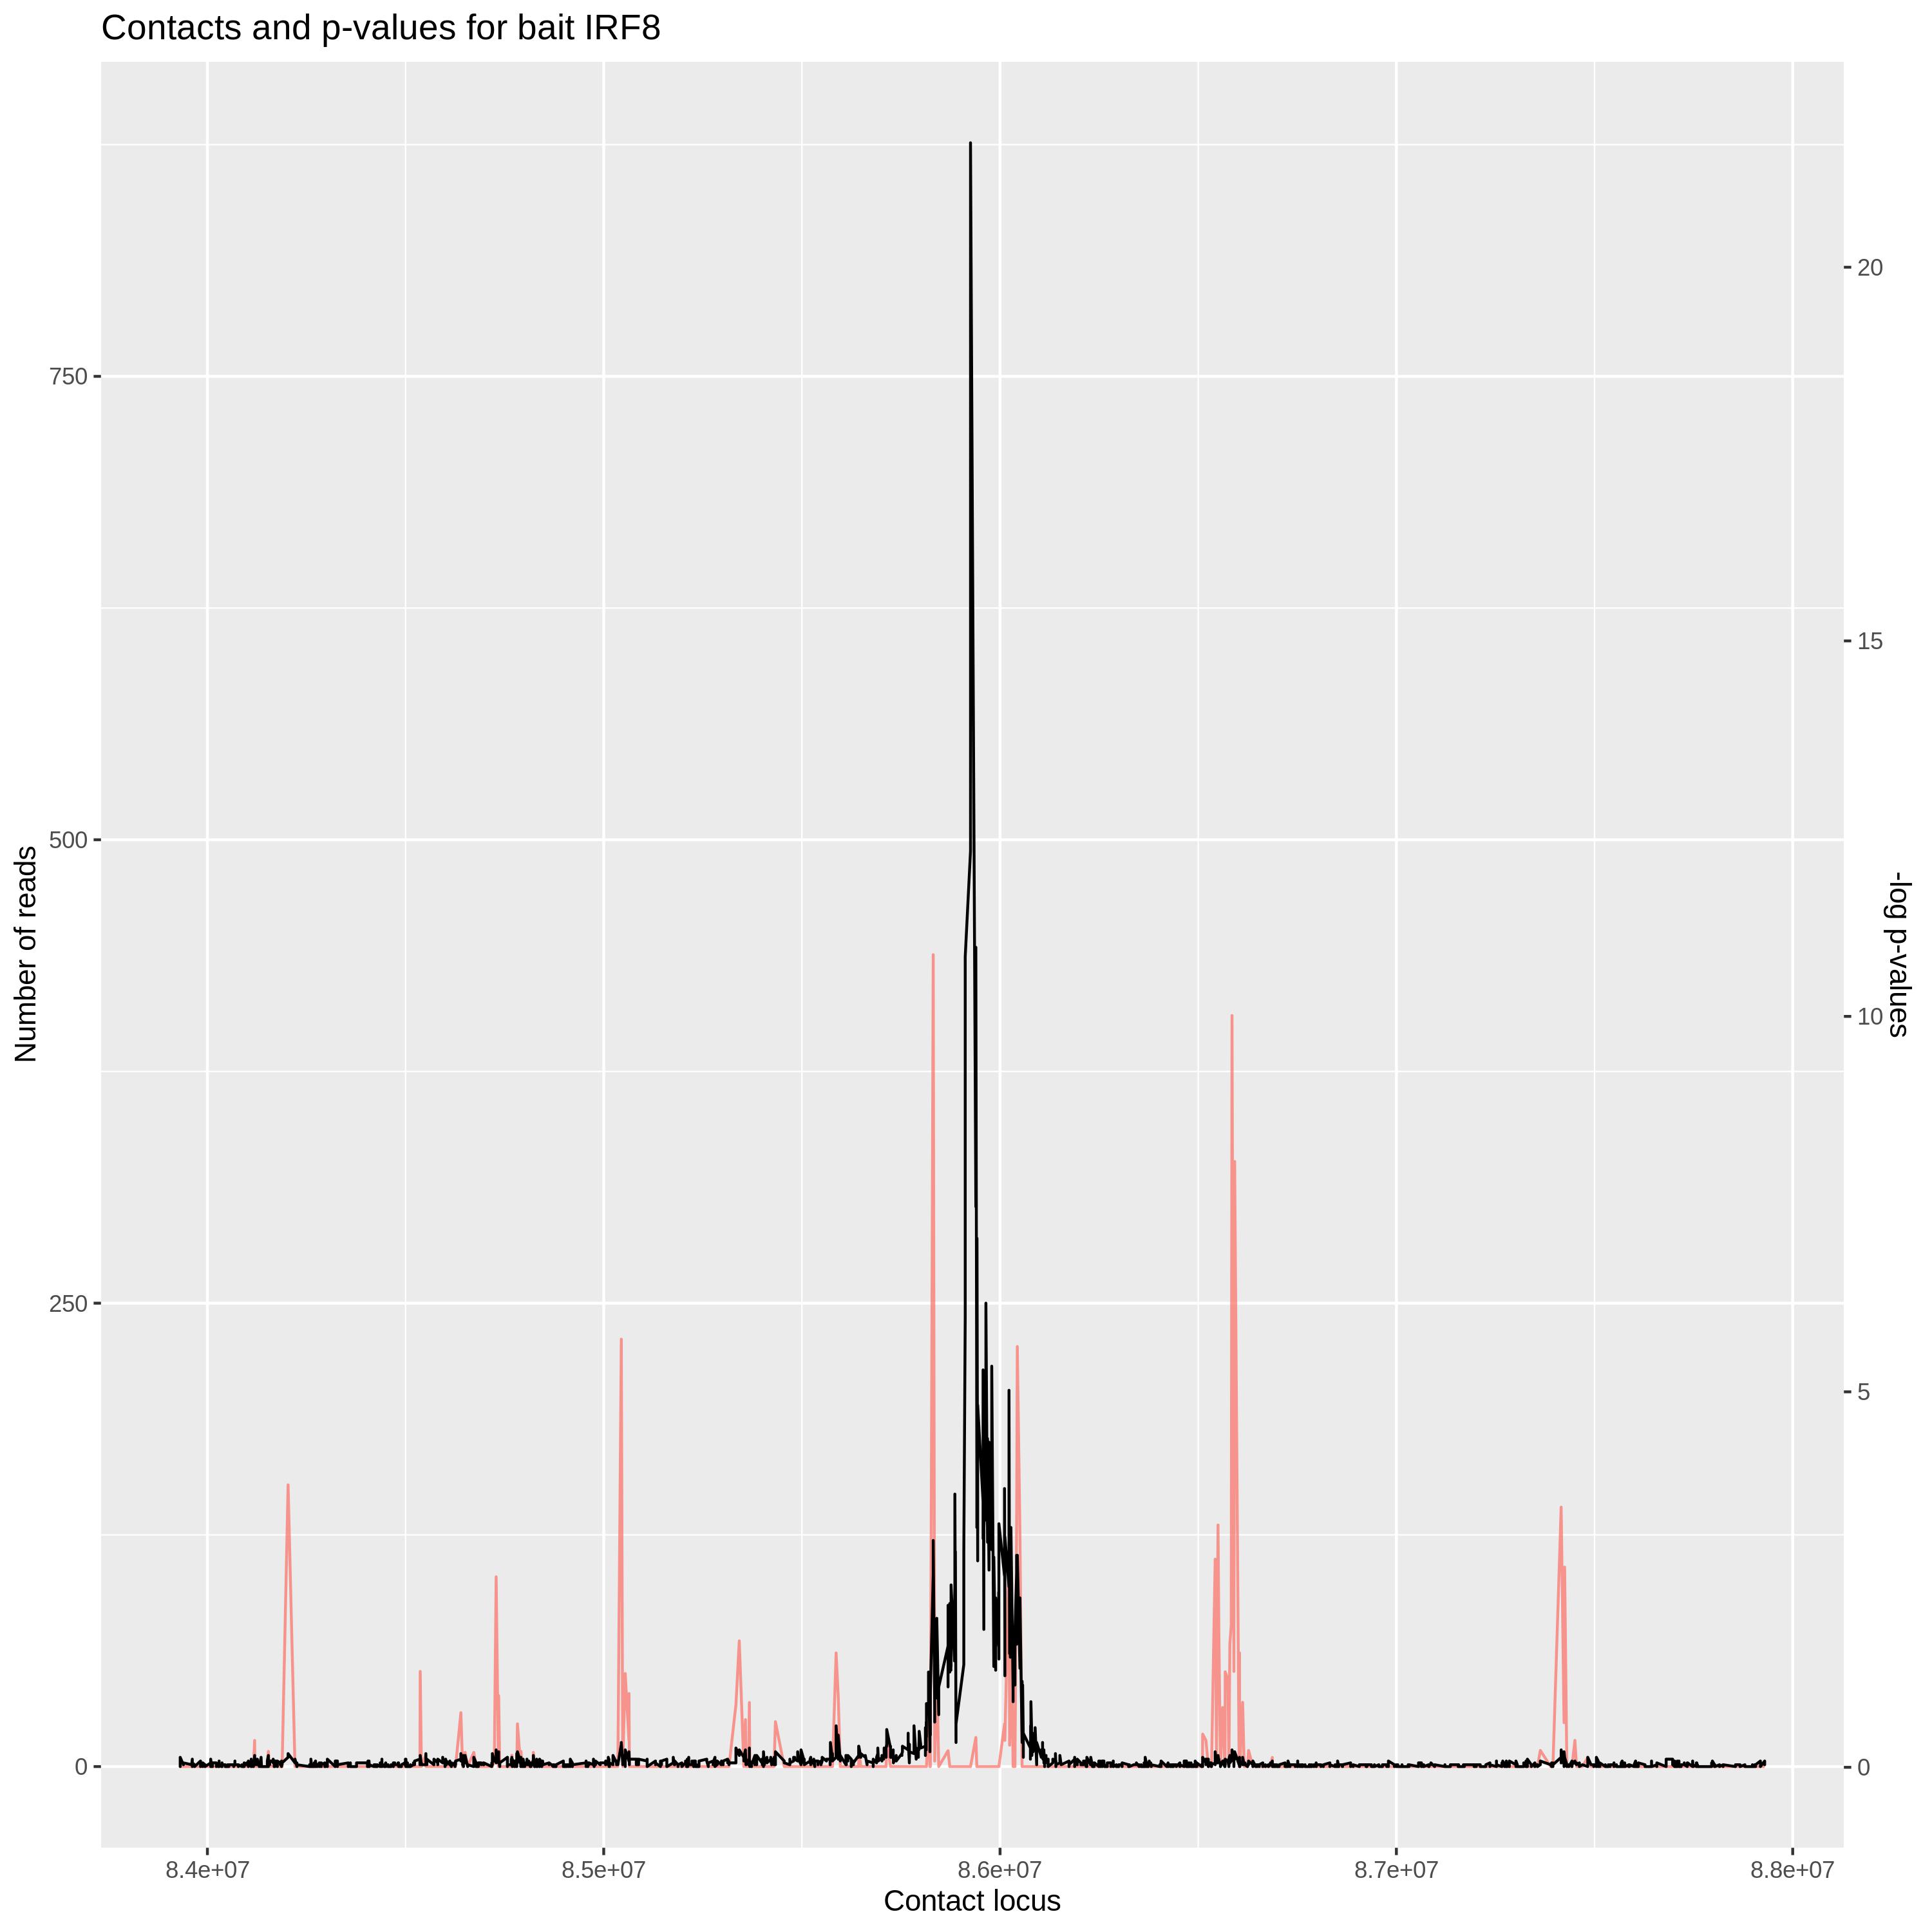 Contacts and p-values for bait IRF8
Number of reads
750
500
250
0
20
15
10
5
0
-log p-values
8.4e+07
8.5e+07
8.6e+07
8.7e+07
8.8e+07
Contact locus